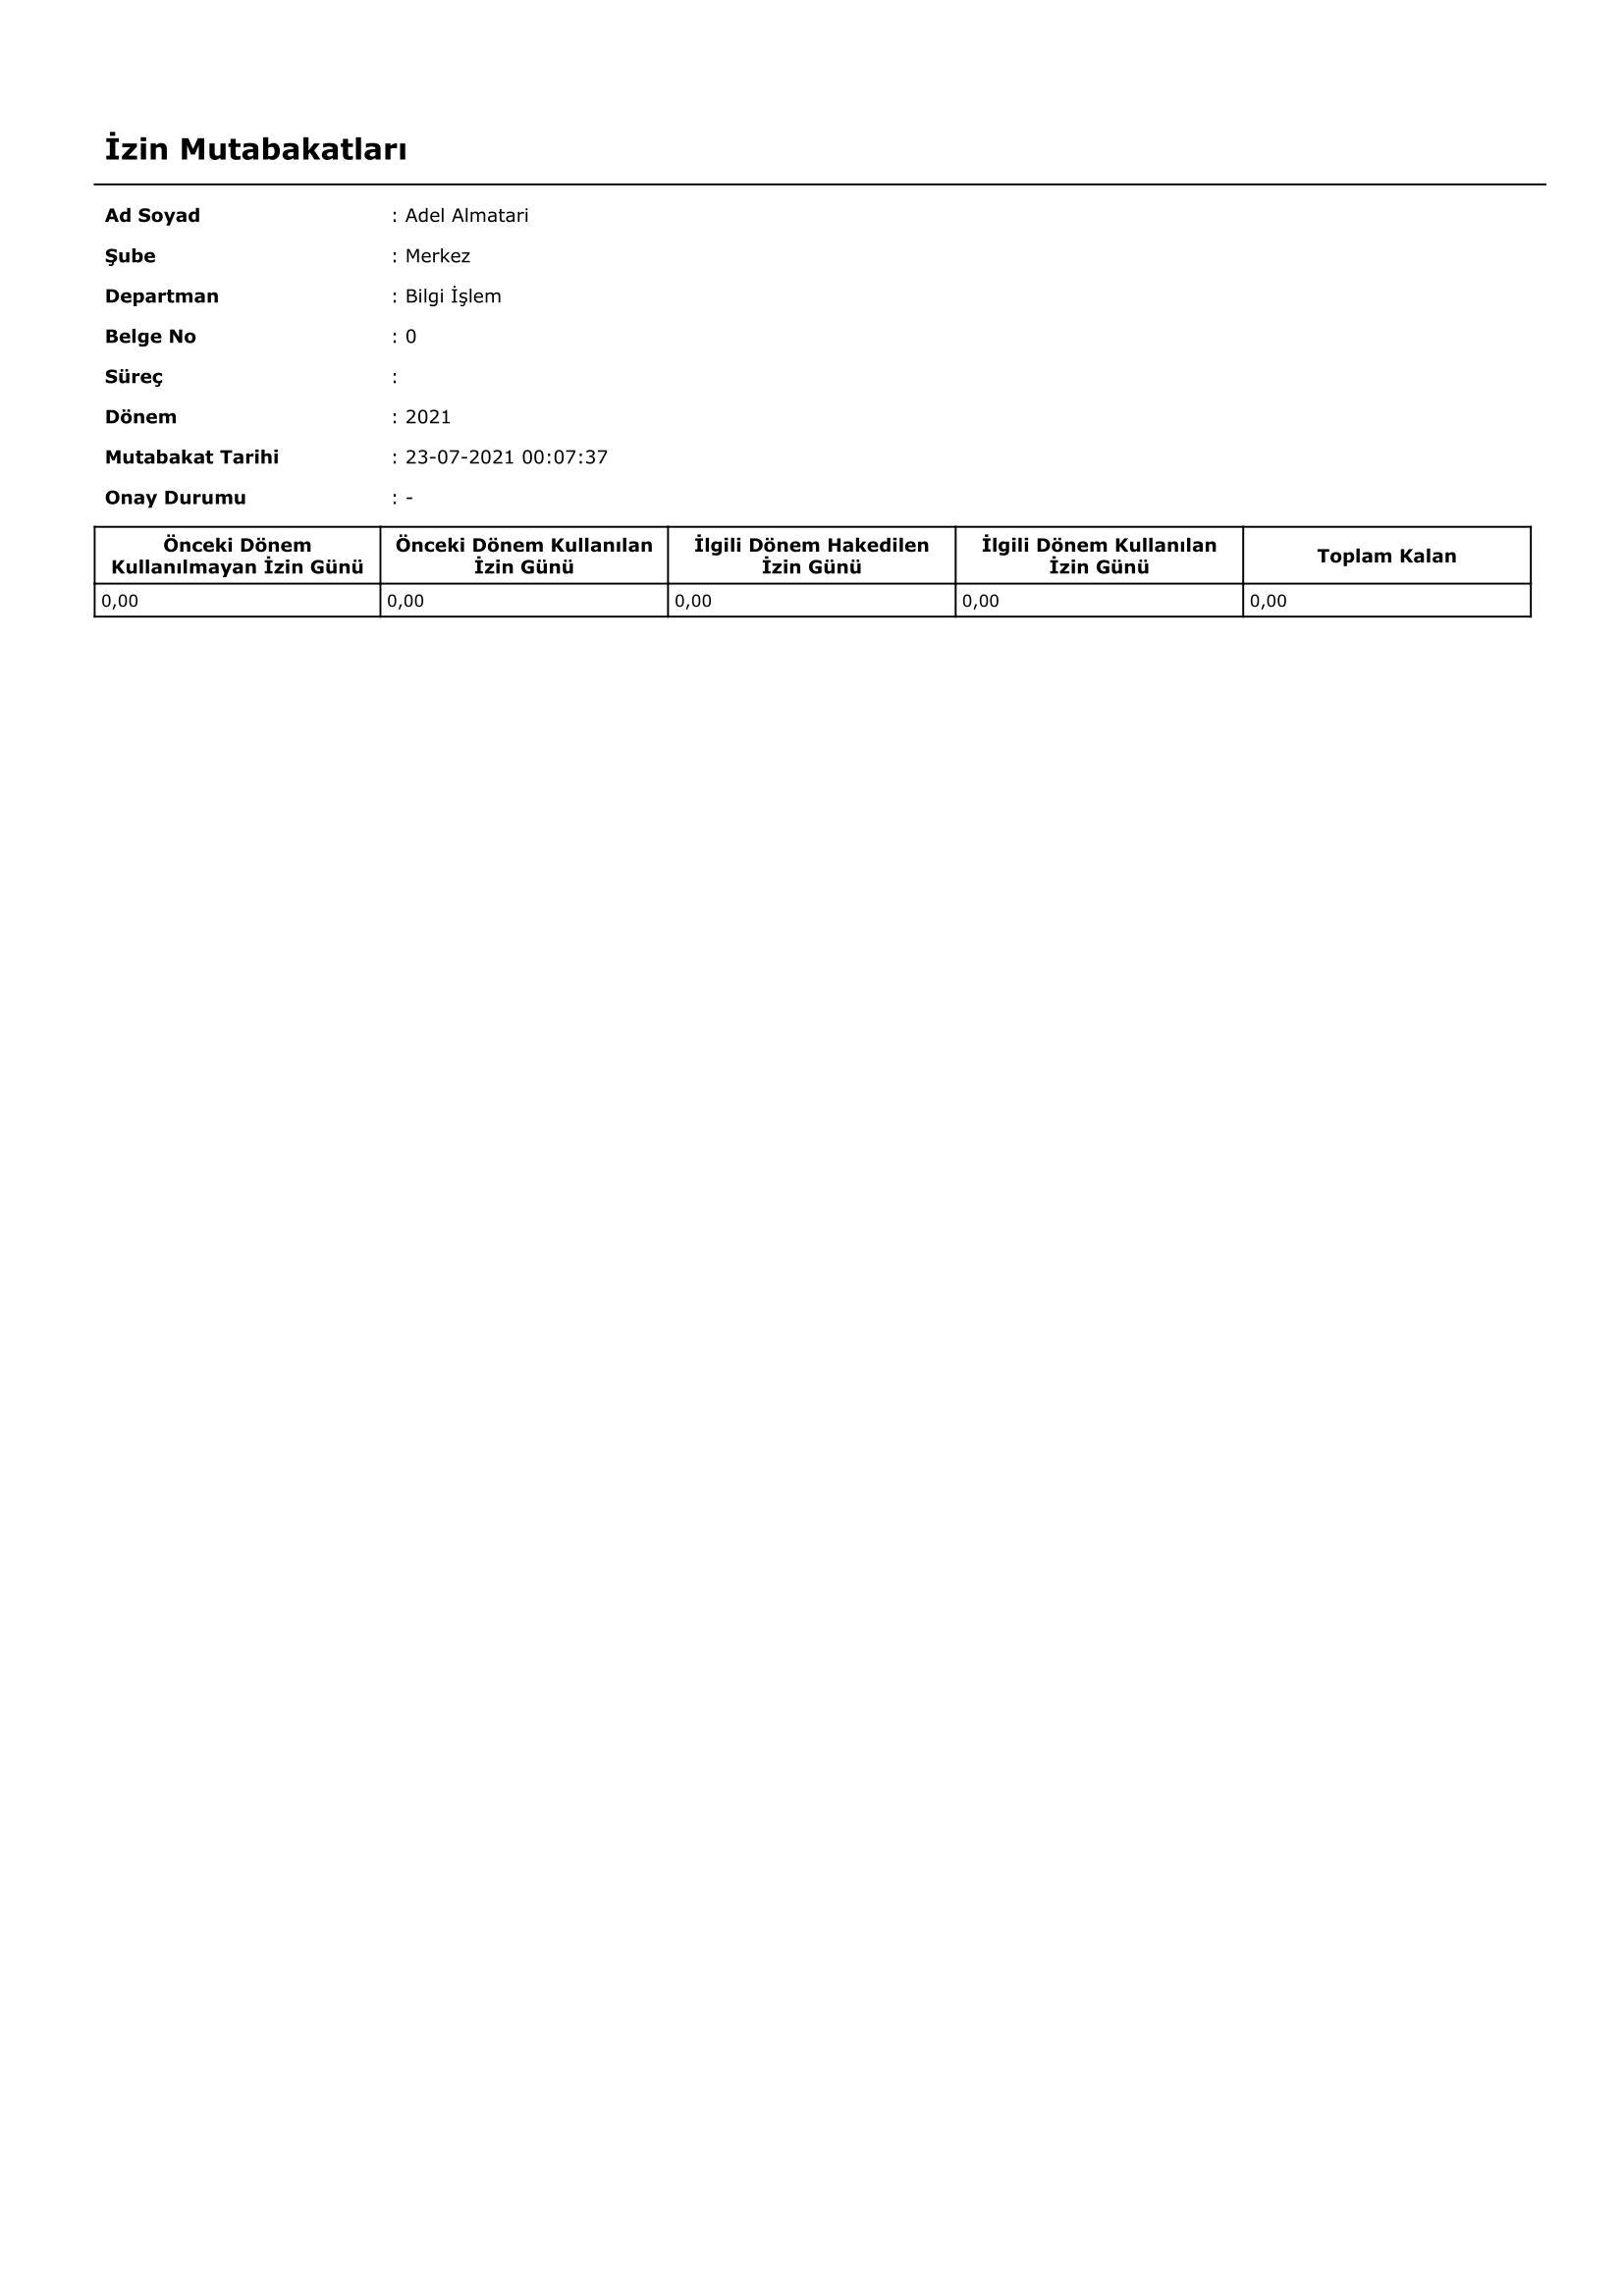 İzin Mutabakatları
Ad Soyad : Adel Almatari
Şube : Merkez
Departman : Bilgi İşlem
Belge No : 0
Süreç :
Dönem : 2021
Mutabakat Tarihi : 23-07-2021 00:07:37
Onay Durumu : -
Önceki Dönem Kullanılmayan İzin Günü Önceki Dönem Kullanılan İzin Günü İlgili Dönem Hakedilen İzin Günü İlgili Dönem Kullanılan İzin Günü Toplam Kalan
0,00 0,00 0,00 0,00 0,00